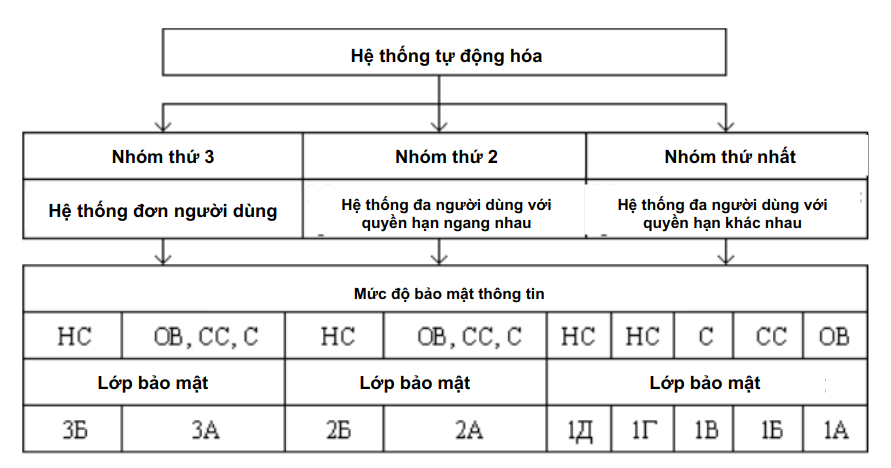 Hệ thống tự động hóa
Nhóm thứ 3 Nhóm thứ 2 Nhóm thứ nhất
Hệ thống đơn người dùng
Hệ thống đa người dùng với
quyền hạn ngang nhau
Hệ thống đa người dùng với
quyền hạn khác nhau
Mức độ bảo mật thông tin
НС ОВ, СС, С НС ОВ, СС, С НС НС С СС ОВ
Lớp bảo mật Lớp bảo mật Lớp bảo mật
3Б 3А 2Б 2А 1Д 1Г 1В 1Б 1А